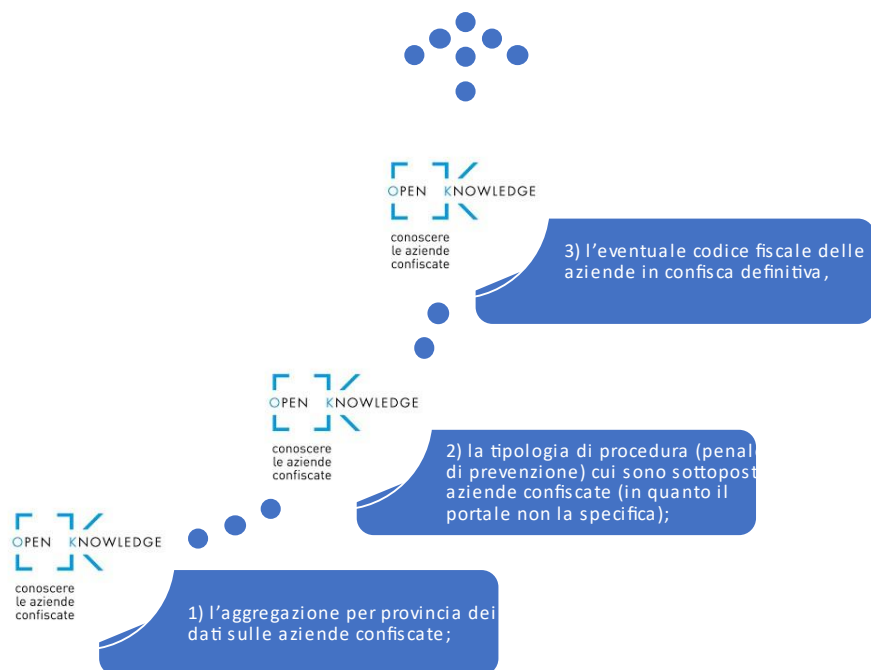 OPEN KNOWLEDGE
conoscere
le aziende
confiscate
3) l'eventuale codice fiscale delle
aziende in confisca definitiva,
OPEN KNOWLEDGE
conoscere
le aziende
confiscate
2) la tipologia di procedura (penal
di prevenzione) cui sono sottopost
aziende confiscate (in quanto il
portale non la specifica);
OPEN KNOWLEDGE
conoscere
le aziende
confiscate
1) l'aggregazione per provincia dei
dati sulle aziende confiscate;